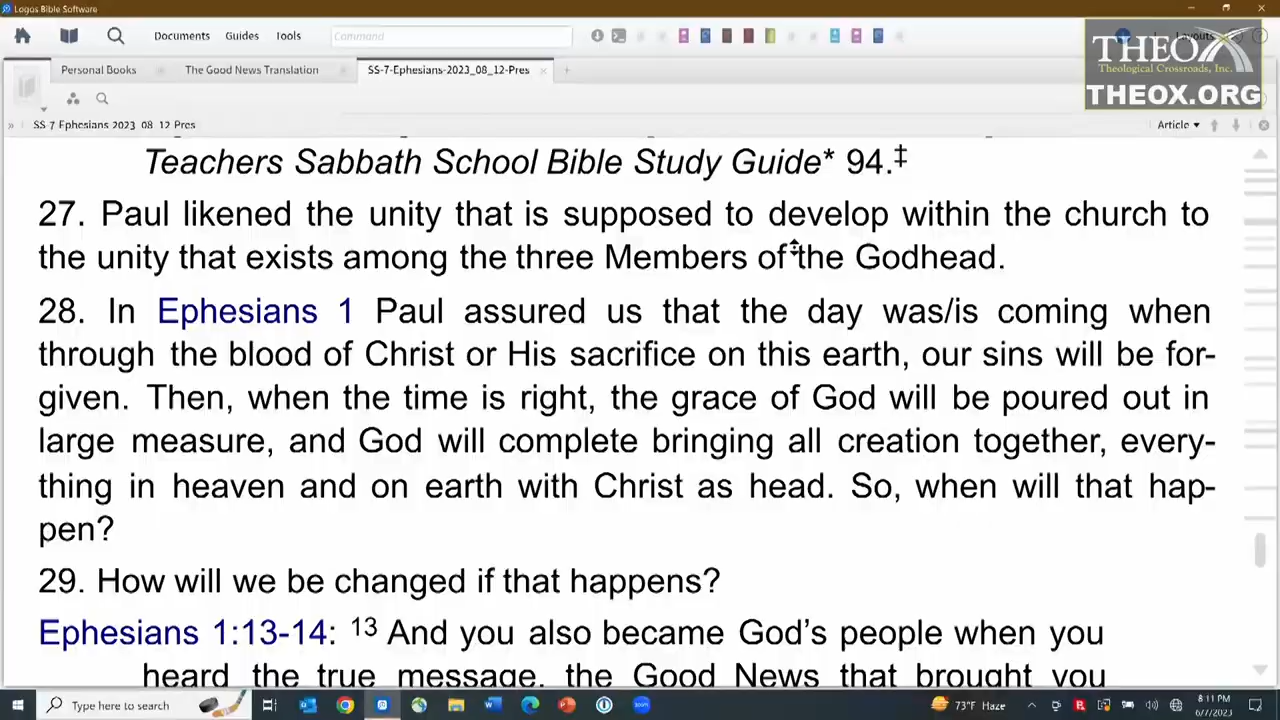 Logos Bible Software
Documents Guides Tools Command Layouts
THEOX
Theological Crossroads, Inc.
THEOX.ORG
Personal Books The Good News Translation SS-7-Ephesians-2023_08_12-Pres
SS 7 Ephesians 2023 08 12 Pres Article
Teachers Sabbath School Bible Study Guide* 94.‡
27. Paul likened the unity that is supposed to develop within the church to
the unity that exists among the three Members of the Godhead.
28. In Ephesians 1 Paul assured us that the day was/is coming when
through the blood of Christ or His sacrifice on this earth, our sins will be for-
given. Then, when the time is right, the grace of God will be poured out in
large measure, and God will complete bringing all creation together, every-
thing in heaven and on earth with Christ as head. So, when will that hap-
pen?
29. How will we be changed if that happens?
Ephesians 1:13-14: 13 And you also became God's people when you
heard the true message, the Good News that brought you
Type here to search 73°F Haze 8:11 PM
6/7/2023